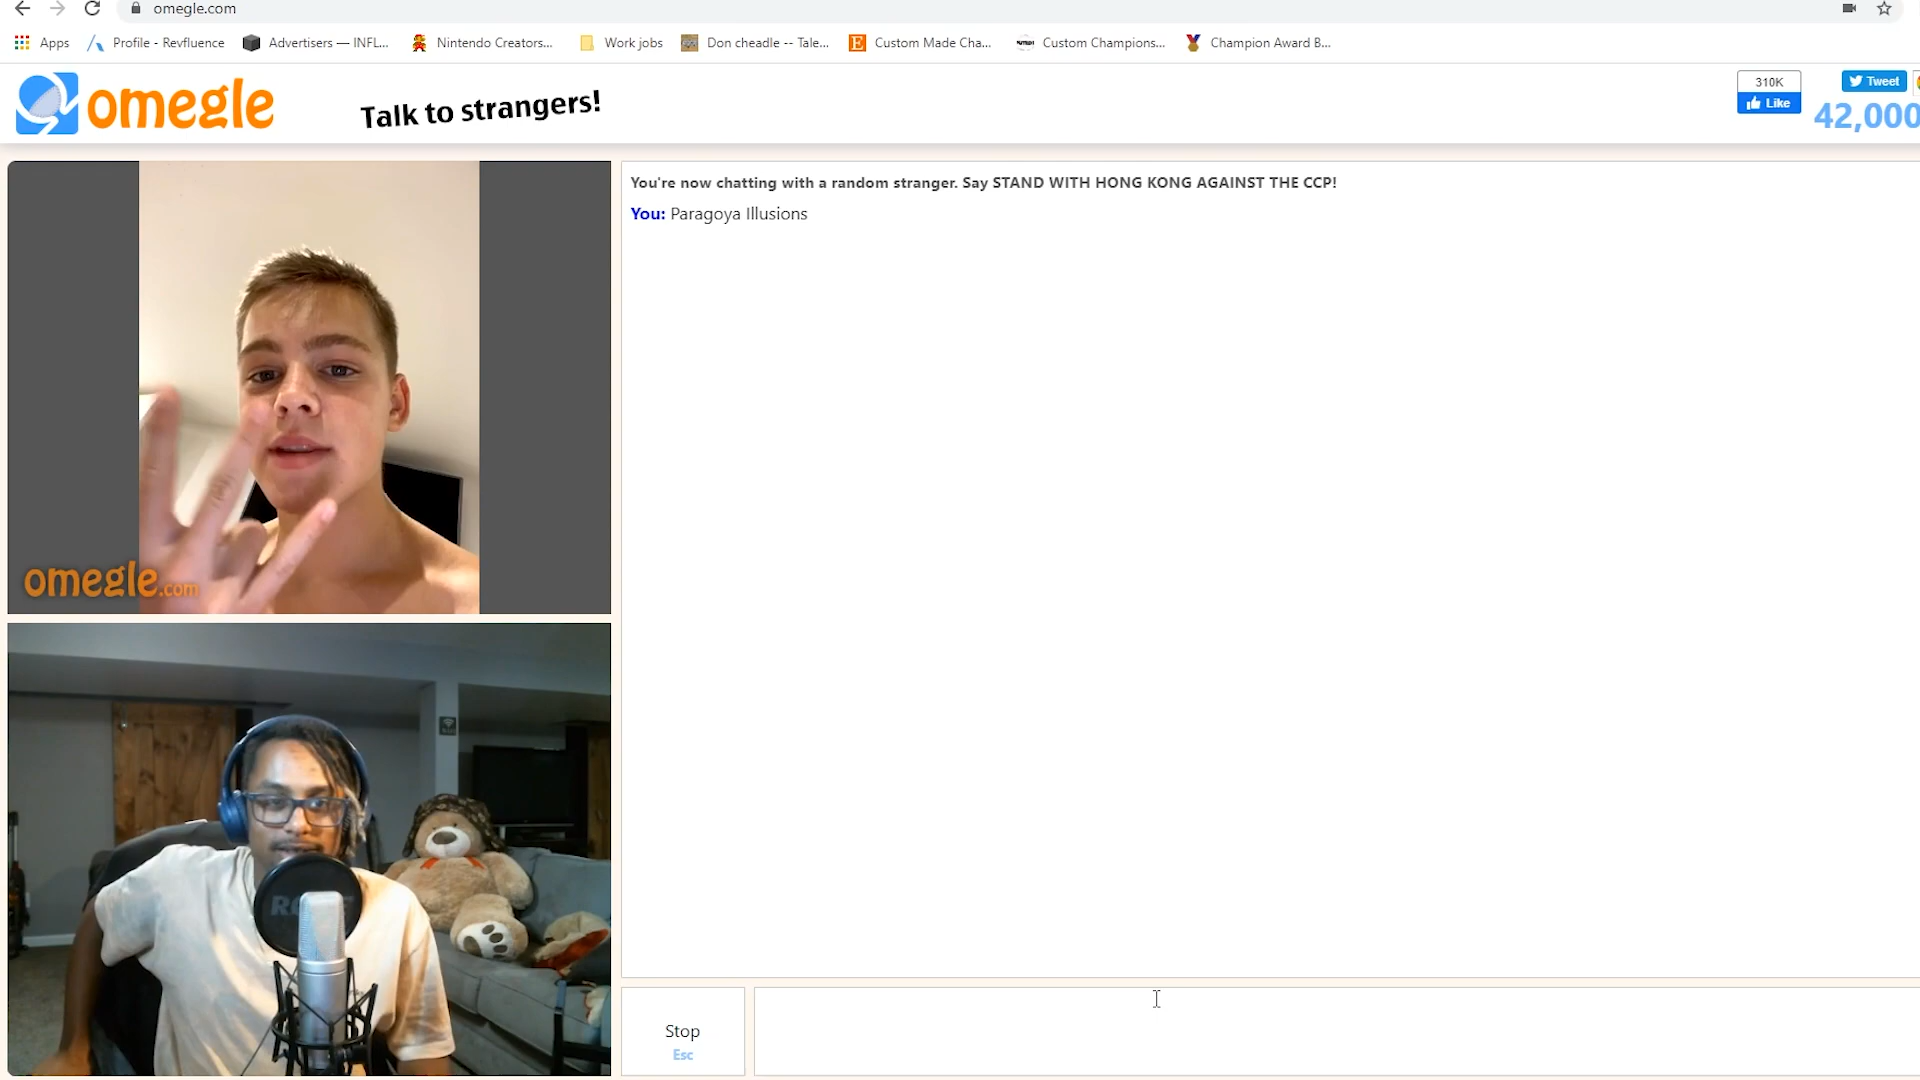 omegle.com
Apps
Profile - Revfluence
Advertisers — INFL...
Nintendo Creators...
Work jobs
Don cheadle -- Tale...
Custom Made Cha...
Custom Champions...
Champion Award B...
omegle
Talk to strangers!
310K
Like
Tweet
42,000
You're now chatting with a random stranger. Say STAND WITH HONG KONG AGAINST THE CCP!
You: Paragoya Illusions
omegle.com
Stop
Esc